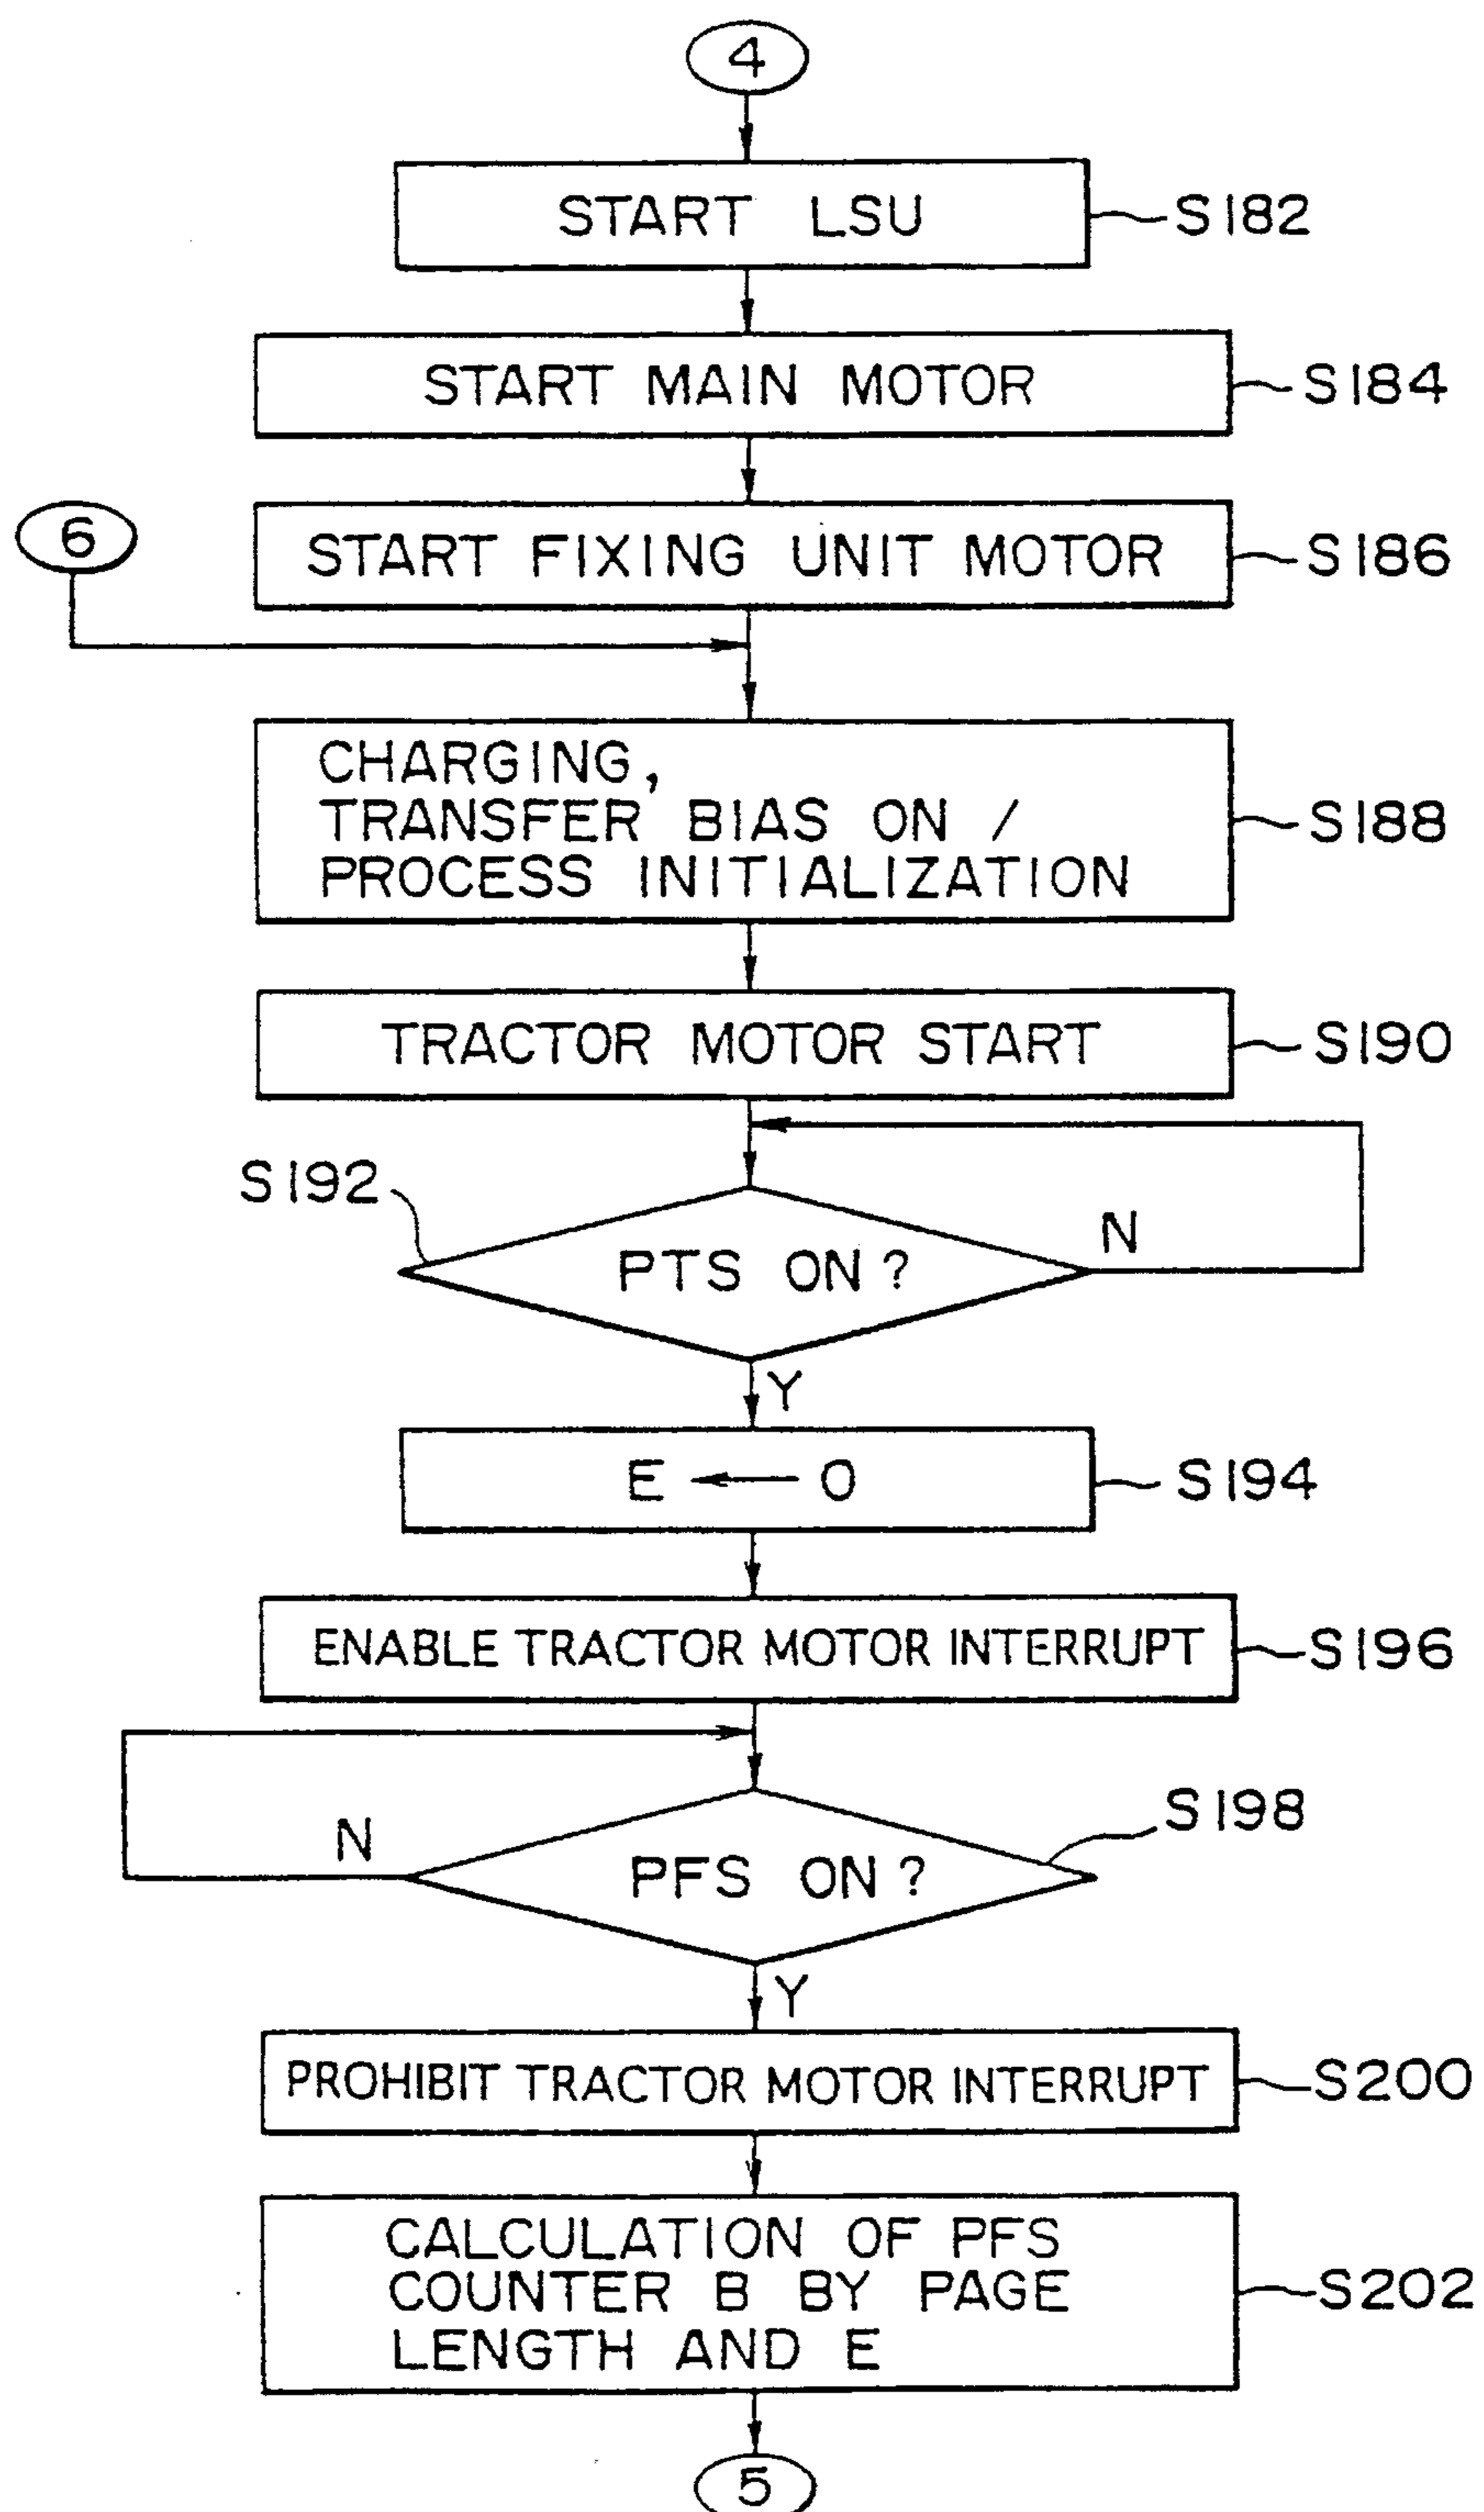 4
START LSU
S182
START MAIN MOTOR
S184
6
START FIXING UNIT MOTOR
S186
CHARGING,
TRANSFER BIAS ON /
PROCESS INITIALIZATION
S188
TRACTOR MOTOR START
S190
S192
PTS ON?
N
Y
E ← 0
S194
ENABLE TRACTOR MOTOR INTERRUPT
S196
N
PFS ON?
S198
Y
PROHIBIT TRACTOR MOTOR INTERRUPT
S200
CALCULATION OF PFS
COUNTER B BY PAGE
LENGTH AND E
S202
5